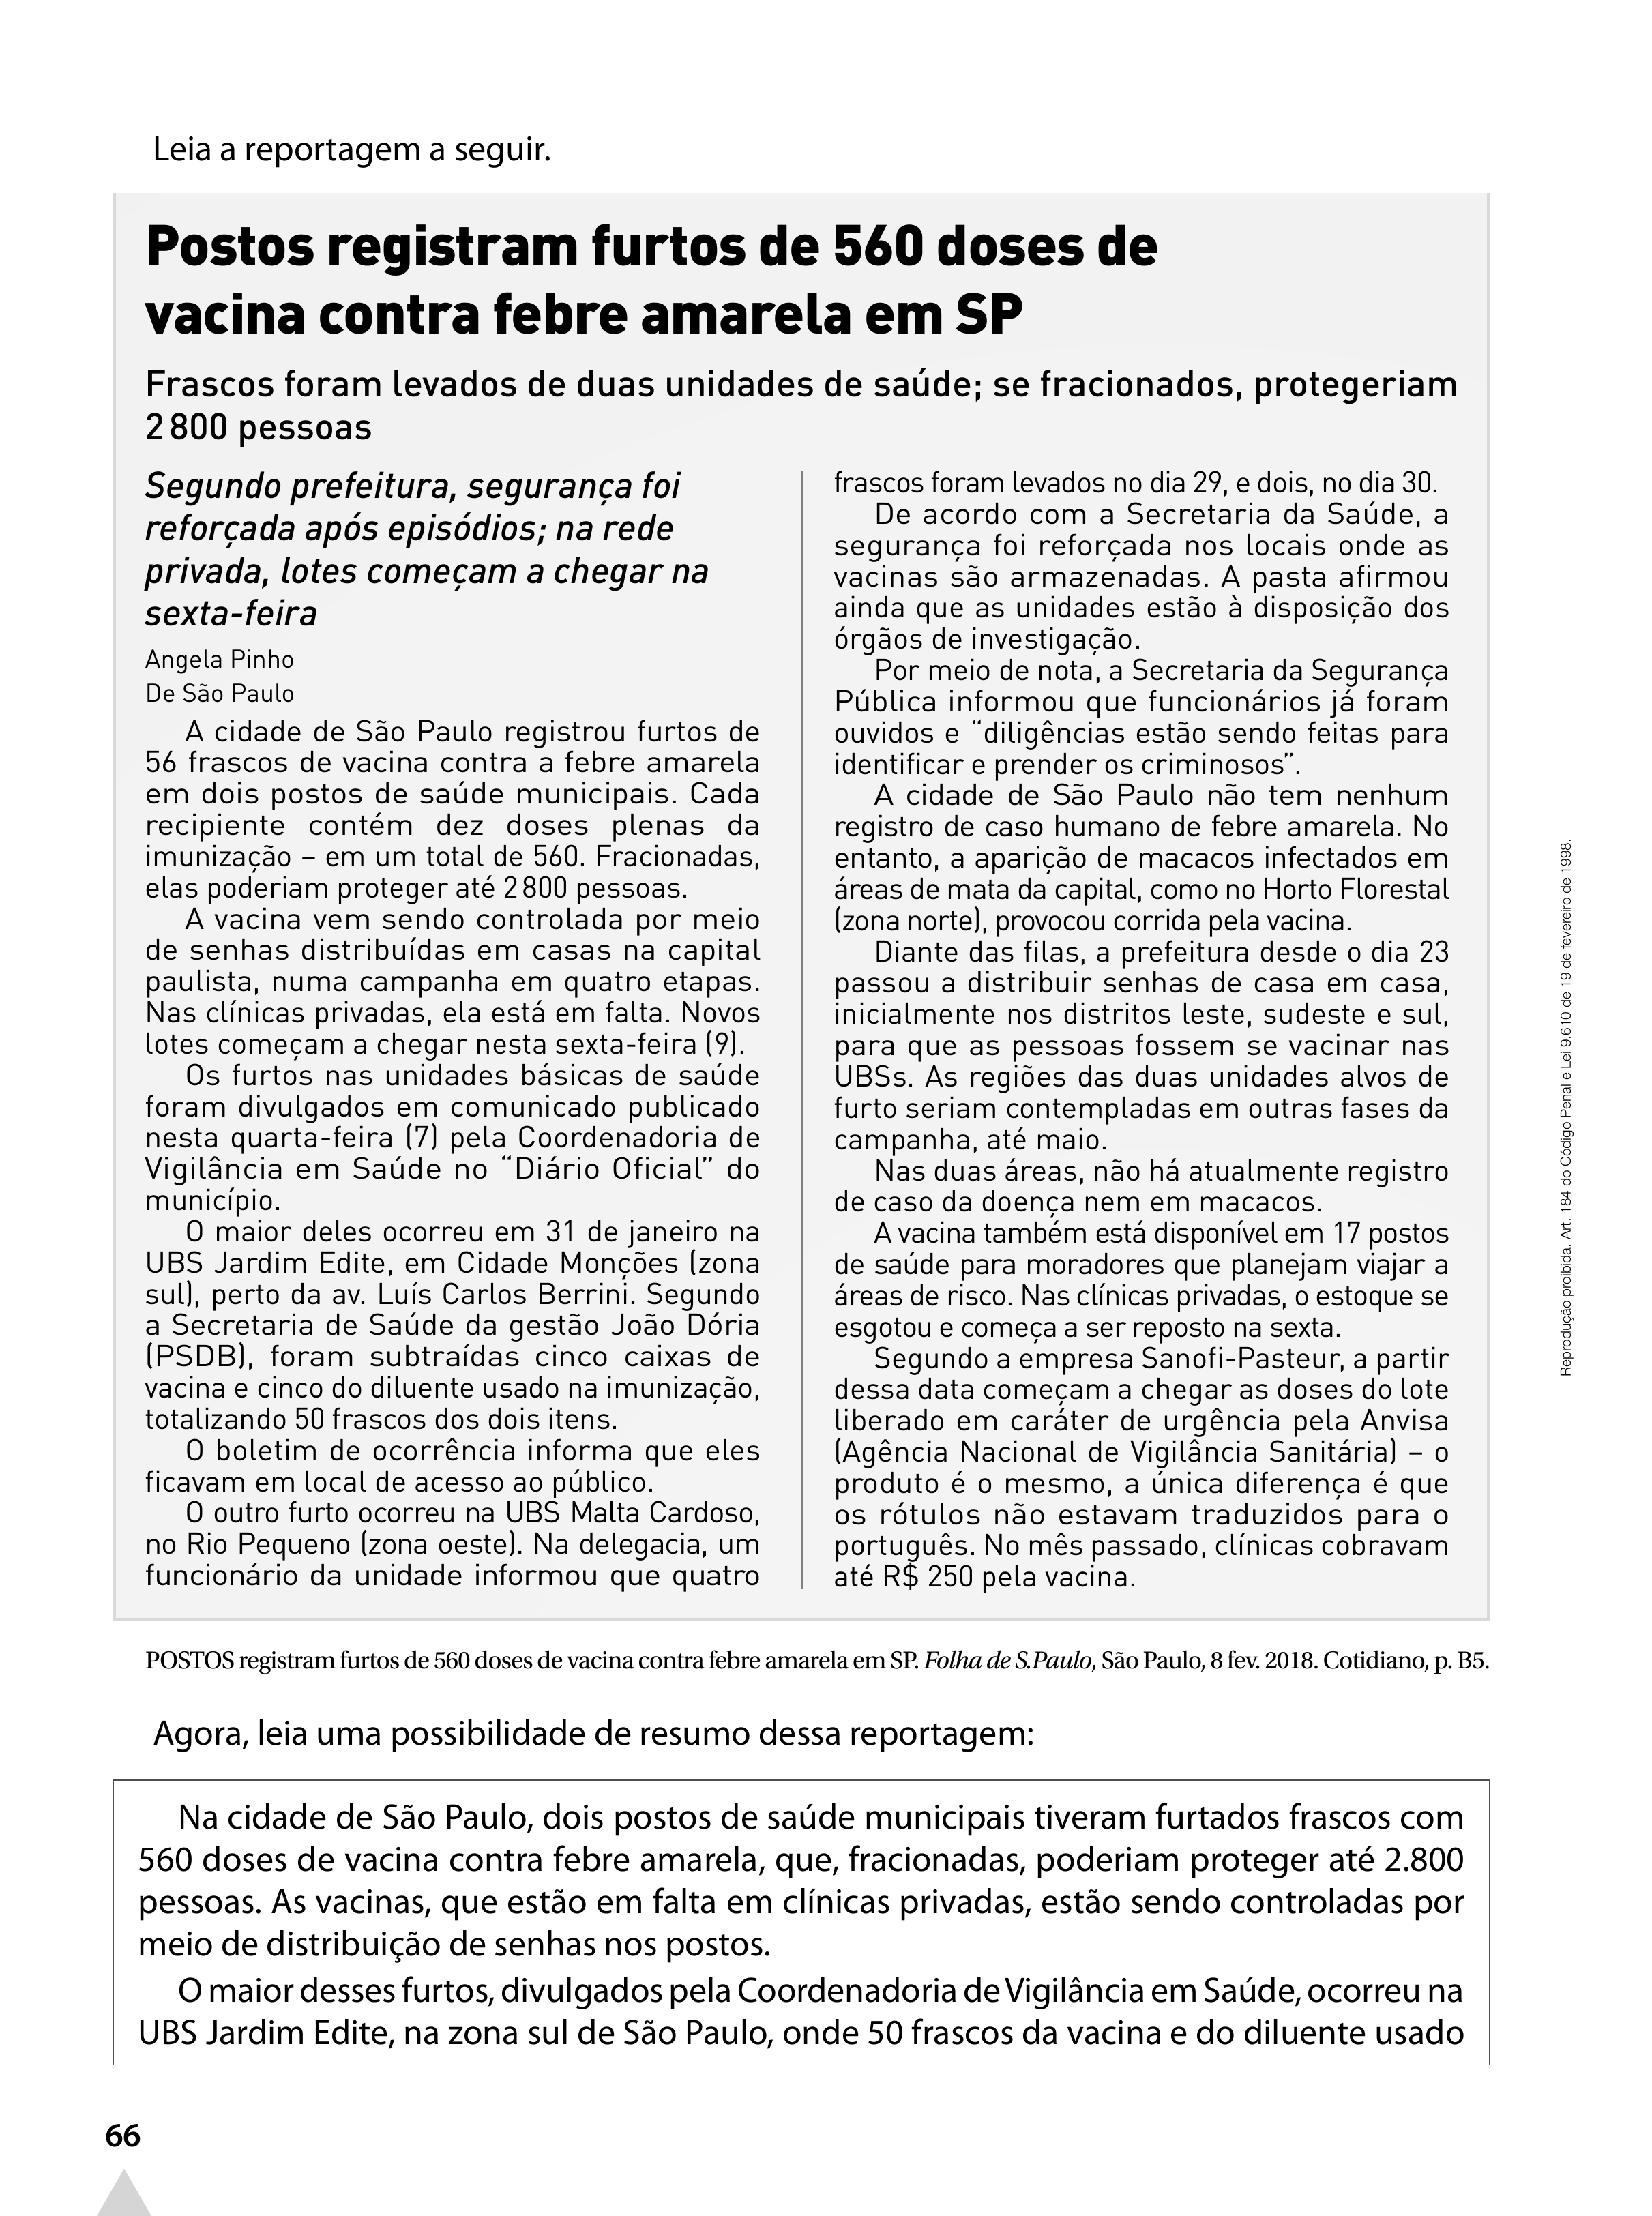 Leia a reportagem a seguir.
Postos registram furtos de 560 doses de
vacina contra febre amarela em SP
Frascos foram levados de duas unidades de saúde; se fracionados, protegeriam
2 800 pessoas
Segundo prefeitura, segurança foi
reforçada após episódios; na rede
privada, lotes começam a chegar na
sexta-feira
Angela Pinho
De São Paulo
A cidade de São Paulo registrou furtos de
56 frascos de vacina contra a febre amarela
em dois postos de saúde municipais. Cada
recipiente contém dez doses plenas da
imunização – em um total de 560. Fracionadas,
elas poderiam proteger até 2 800 pessoas.
A vacina vem sendo controlada por meio
de senhas distribuídas em casas na capital
paulista, numa campanha em quatro etapas.
Nas clínicas privadas, ela está em falta. Novos
lotes começam a chegar nesta sexta-feira (9).
Os furtos nas unidades básicas de saúde
foram divulgados em comunicado publicado
nesta quarta-feira (7) pela Coordenadoria de
Vigilância em Saúde no “Diário Oficial” do
município.
O maior deles ocorreu em 31 de janeiro na
UBS Jardim Edite, em Cidade Monções (zona
sul), perto da av. Luís Carlos Berrini. Segundo
a Secretaria de Saúde da gestão João Dória
(PSDB), foram subtraídas cinco caixas de
vacina e cinco do diluente usado na imunização,
totalizando 50 frascos dos dois itens.
O boletim de ocorrência informa que eles
ficavam em local de acesso ao público.
O outro furto ocorreu na UBS Malta Cardoso,
no Rio Pequeno (zona oeste). Na delegacia, um
funcionário da unidade informou que quatro
frascos foram levados no dia 29, e dois, no dia 30.
De acordo com a Secretaria da Saúde, a
segurança foi reforçada nos locais onde as
vacinas são armazenadas. A pasta afirmou
ainda que as unidades estão à disposição dos
órgãos de investigação.
Por meio de nota, a Secretaria da Segurança
Pública informou que funcionários já foram
ouvidos e “diligências estão sendo feitas para
identificar e prender os criminosos”.
A cidade de São Paulo não tem nenhum
registro de caso humano de febre amarela. No
entanto, a aparição de macacos infectados em
áreas de mata da capital, como no Horto Florestal
(zona norte), provocou corrida pela vacina.
Diante das filas, a prefeitura desde o dia 23
passou a distribuir senhas de casa em casa,
inicialmente nos distritos leste, sudeste e sul,
para que as pessoas fossem se vacinar nas
UBSs. As regiões das duas unidades alvos de
furto seriam contempladas em outras fases da
campanha, até maio.
Nas duas áreas, não há atualmente registro
de caso da doença nem em macacos.
A vacina também está disponível em 17 postos
de saúde para moradores que planejam viajar a
áreas de risco. Nas clínicas privadas, o estoque se
esgotou e começa a ser reposto na sexta.
Segundo a empresa Sanofi-Pasteur, a partir
dessa data começam a chegar as doses do lote
liberado em caráter de urgência pela Anvisa
(Agência Nacional de Vigilância Sanitária) – o
produto é o mesmo, a única diferença é que
os rótulos não estavam traduzidos para o
português. No mês passado, clínicas cobravam
até R$ 250 pela vacina.
POSTOS registram furtos de 560 doses de vacina contra febre amarela em SP. Folha de S.Paulo, São Paulo, 8 fev. 2018. Cotidiano, p. B5.
Agora, leia uma possibilidade de resumo dessa reportagem:
Na cidade de São Paulo, dois postos de saúde municipais tiveram furtados frascos com
560 doses de vacina contra febre amarela, que, fracionadas, poderiam proteger até 2.800
pessoas. As vacinas, que estão em falta em clínicas privadas, estão sendo controladas por
meio de distribuição de senhas nos postos.
O maior desses furtos, divulgados pela Coordenadoria de Vigilância em Saúde, ocorreu na
UBS Jardim Edite, na zona sul de São Paulo, onde 50 frascos da vacina e do diluente usado
66
Reprodução proibida. Art. 184 do Código Penal e Lei 9.610 de 19 de fevereiro de 1998.